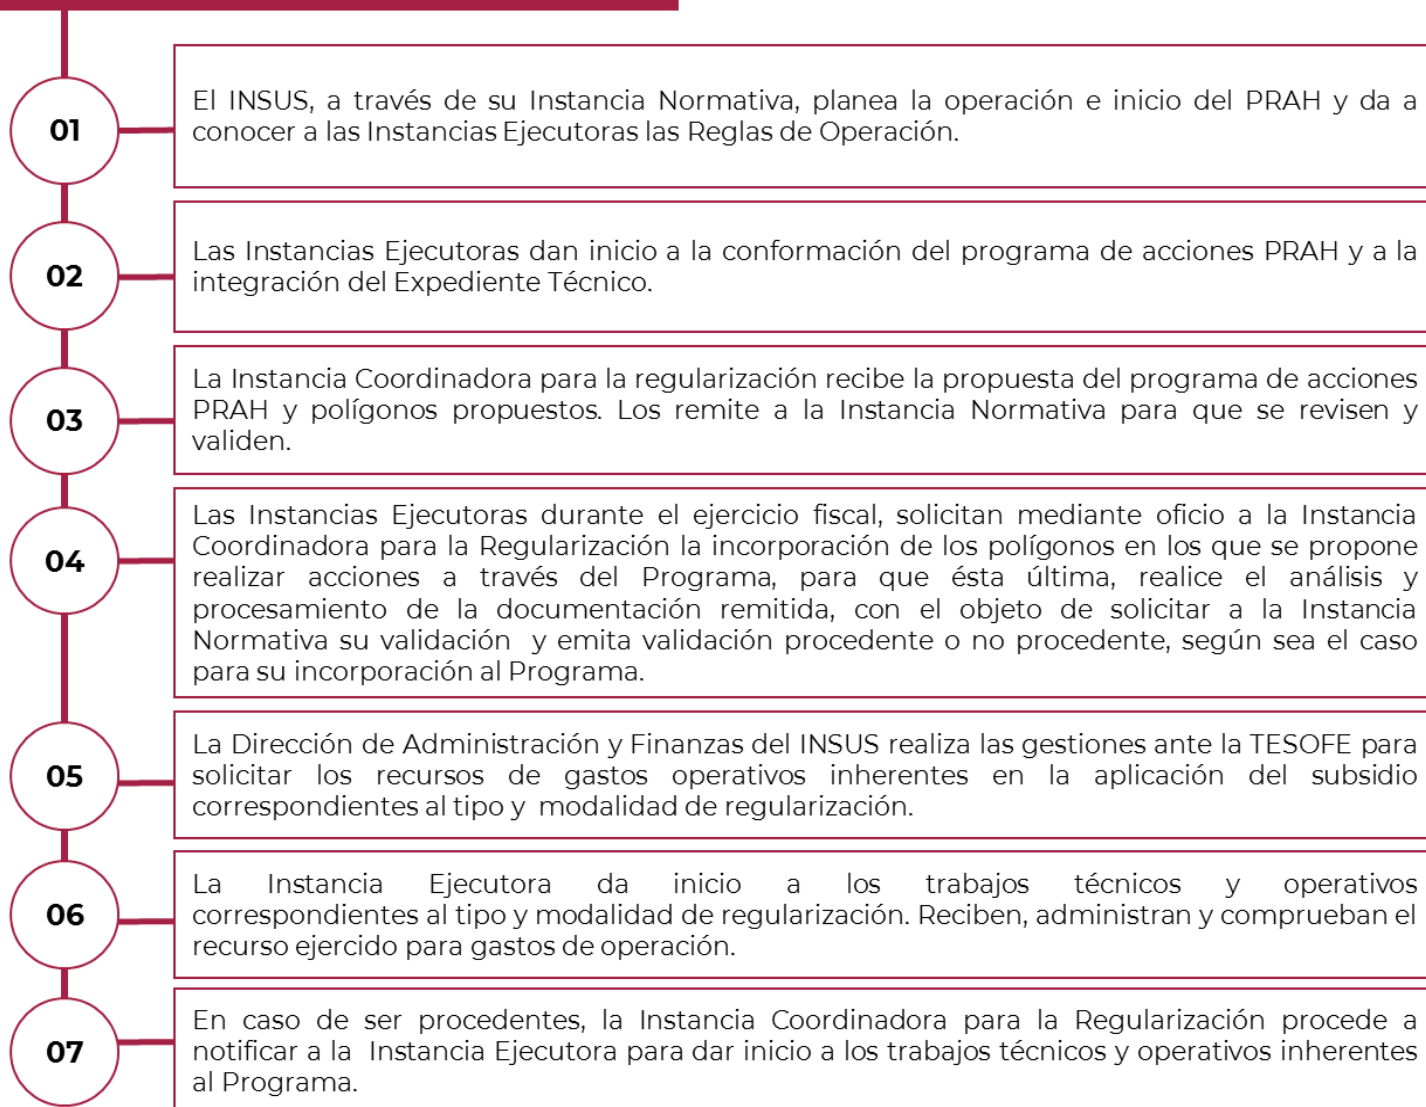 01
El INSUS, a través de su Instancia Normativa, planea la operación e inicio del PRAH y da a
conocer a las Instancias Ejecutoras las Reglas de Operación.
02
Las Instancias Ejecutoras dan inicio a la conformación del programa de acciones PRAH y a la
integración del Expediente Técnico.
03
La Instancia Coordinadora para la regularización recibe la propuesta del programa de acciones
PRAH y polígonos propuestos. Los remite a la Instancia Normativa para que se revisen y
validen.
04
Las Instancias Ejecutoras durante el ejercicio fiscal, solicitan mediante oficio a la Instancia
Coordinadora para la Regularización la incorporación de los polígonos en los que se propone
realizar acciones a través del Programa, para que ésta última, realice el análisis y
procesamiento de la documentación remitida, con el objeto de solicitar a la Instancia
Normativa su validación y emita validación procedente o no procedente, según sea el caso
para su incorporación al Programa.
05
La Dirección de Administración y Finanzas del INSUS realiza las gestiones ante la TESOFE para
solicitar los recursos de gastos operativos inherentes en la aplicación del subsidio
correspondientes al tipo y modalidad de regularización.
06
La Instancia Ejecutora da inicio a los trabajos técnicos y operativos
correspondientes al tipo y modalidad de regularización. Reciben, administran y comprueban el
recurso ejercido para gastos de operación.
07
En caso de ser procedentes, la Instancia Coordinadora para la Regularización procede a
notificar a la Instancia Ejecutora para dar inicio a los trabajos técnicos y operativos inherentes
al Programa.